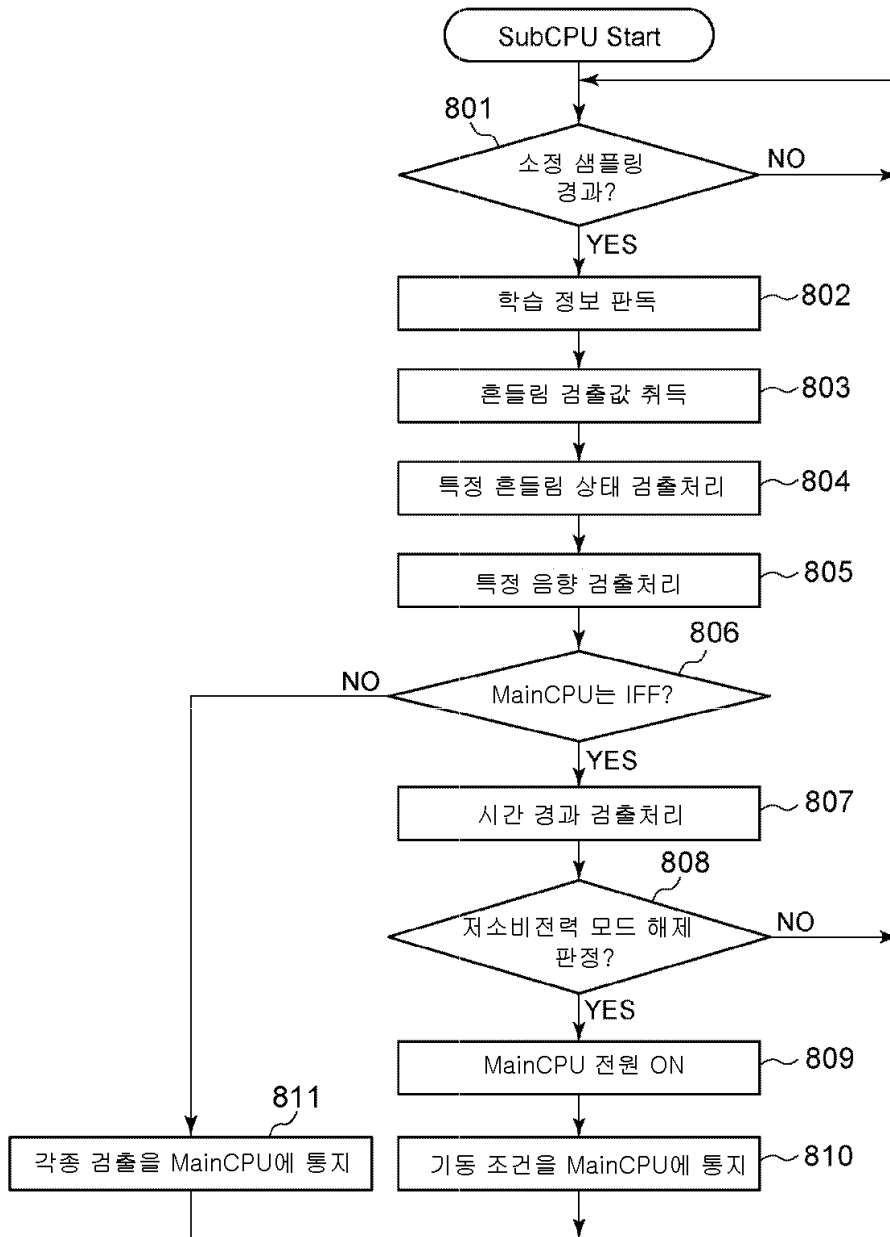 SubCPU Start
801
소정 샘플링
경과?
NO
YES
학습 정보 판독
802
흔들림 검출값 취득
803
특정 흔들림 상태 검출처리
804
특정 음향 검출처리
805
806
NO
MainCPU는 IFF?
YES
시간 경과 검출처리
807
808
저소비전력 모드 해제
판정?
NO
YES
MainCPU 전원 ON
809
811
각종 검출을 MainCPU에 통지
기동 조건을 MainCPU에 통지
810